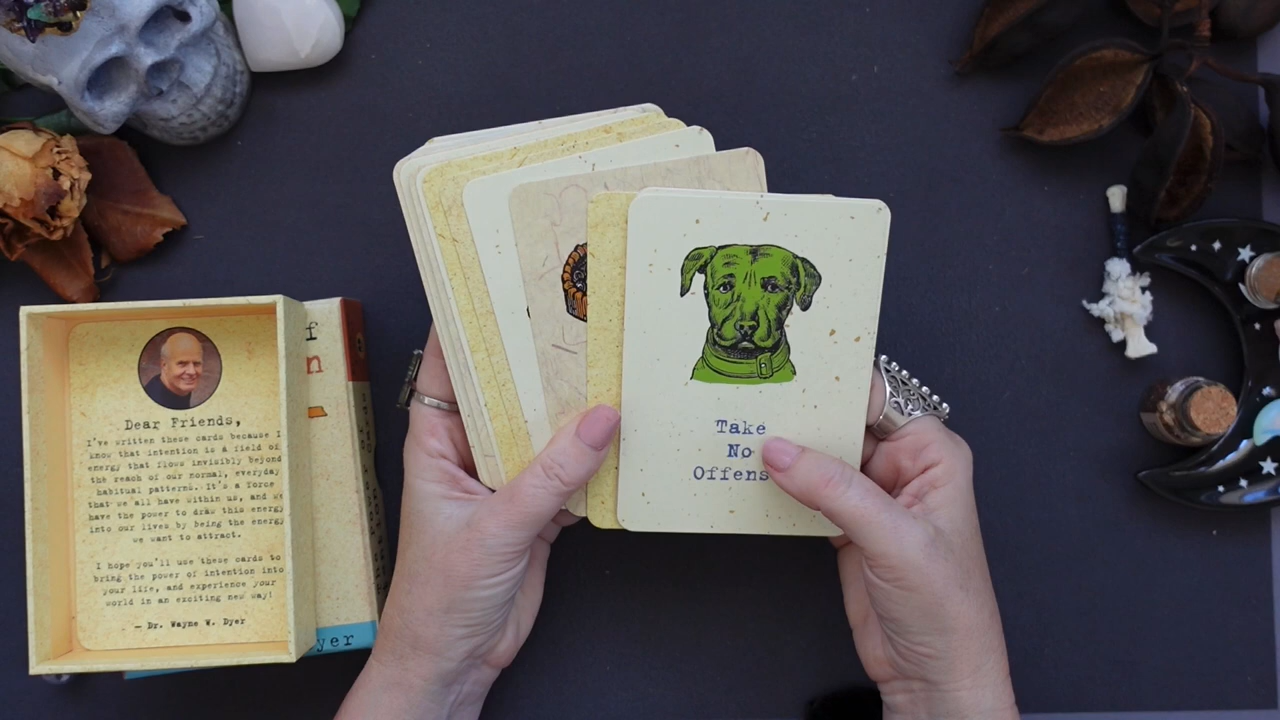 Take
No
Offens
Dear Friends,
I've written these cards because I
know that intention is a field of
energy that flows invisibly beyond
the reach of our normal, everyday
habitual patterns. It's a force
that we all have within us, and we
have the power to draw this energy
into our lives by being the energy
we want to attract.
I hope you'll use these cards to
bring the power of intention into
your life, and experience your
world in an exciting new way!
— Dr. Wayne W. Dyer
f
n
yer